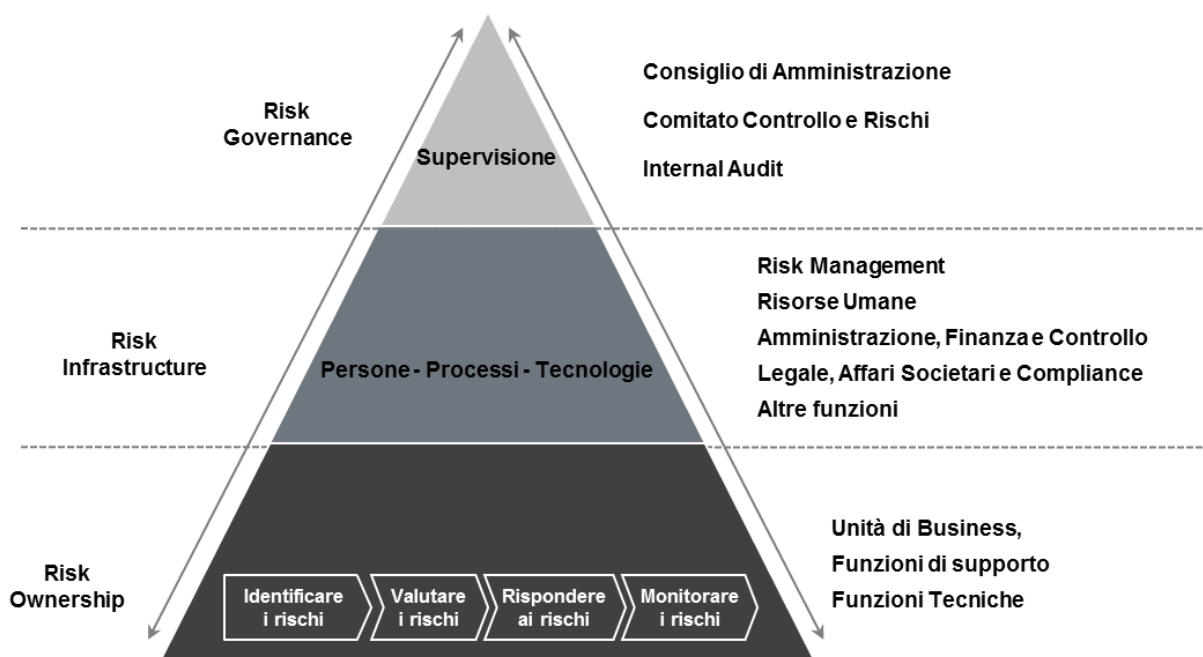 Risk
Governance
Supervisione
Consiglio di Amministrazione
Comitato Controllo e Rischi
Internal Audit
Risk
Infrastructure
Persone - Processi - Tecnologie
Risk Management
Risorse Umane
Amministrazione, Finanza e Controllo
Legale, Affari Societari e Compliance
Altre funzioni
Risk
Ownership
Identificare
i rischi
Valutare
i rischi
Rispondere
ai rischi
Monitorare
i rischi
Unità di Business,
Funzioni di supporto
Funzioni Tecniche